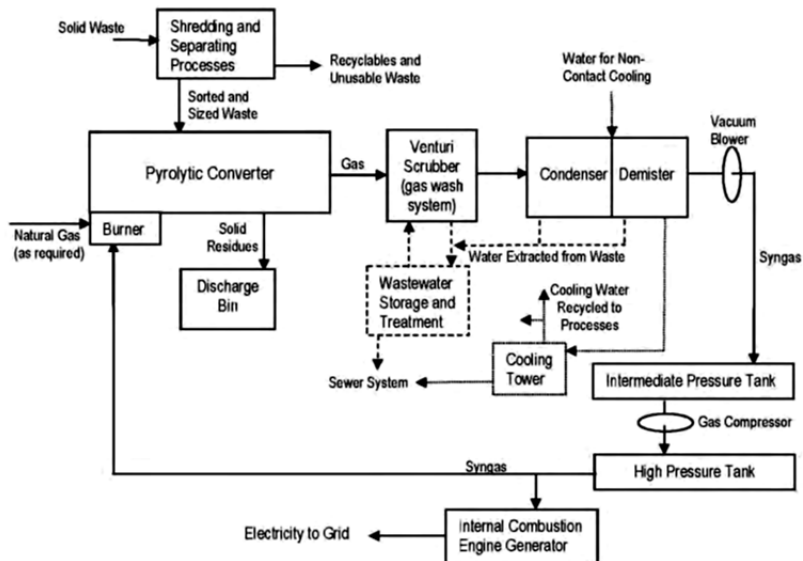 Solid Waste
Shredding and
Separating
Processes
Recyclables and
Unusable Waste
Water for Non-
Contact Cooling
Sorted and
Sized Waste
Vacuum
Blower
Pyrolytic Converter
Gas
Venturi
Scrubber
(gas wash
system)
Condenser
Demister
Natural Gas
(as required)
Burner
Solid
Residues
Water Extracted from Waste
Syngas
Discharge
Bin
Wastewater
Storage and
Treatment
Cooling Water
Recycled to
Processes
Sewer System
Cooling
Tower
Intermediate Pressure Tank
Gas Compressor
Syngas
High Pressure Tank
Electricity to Grid
Internal Combustion
Engine Generator